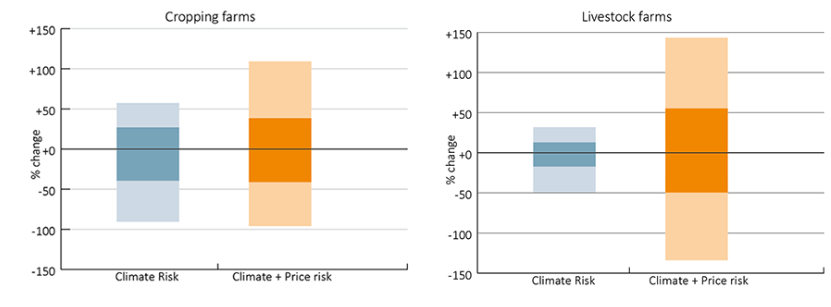 Cropping farms
+150
+100
+50
+0
-50
-100
-150
% change
Climate Risk
Climate + Price risk
Livestock farms
+150
+100
+50
+0
-50
-100
-150
% change
Climate Risk
Climate + Price risk